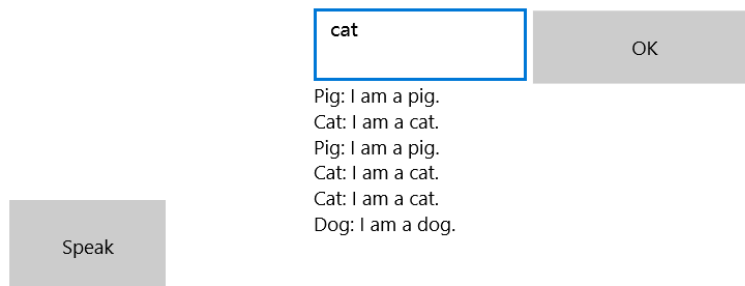 cat
OK
Pig: I am a pig.
Cat: I am a cat.
Pig: I am a pig.
Cat: I am a cat.
Cat: I am a cat.
Dog: I am a dog.
Speak